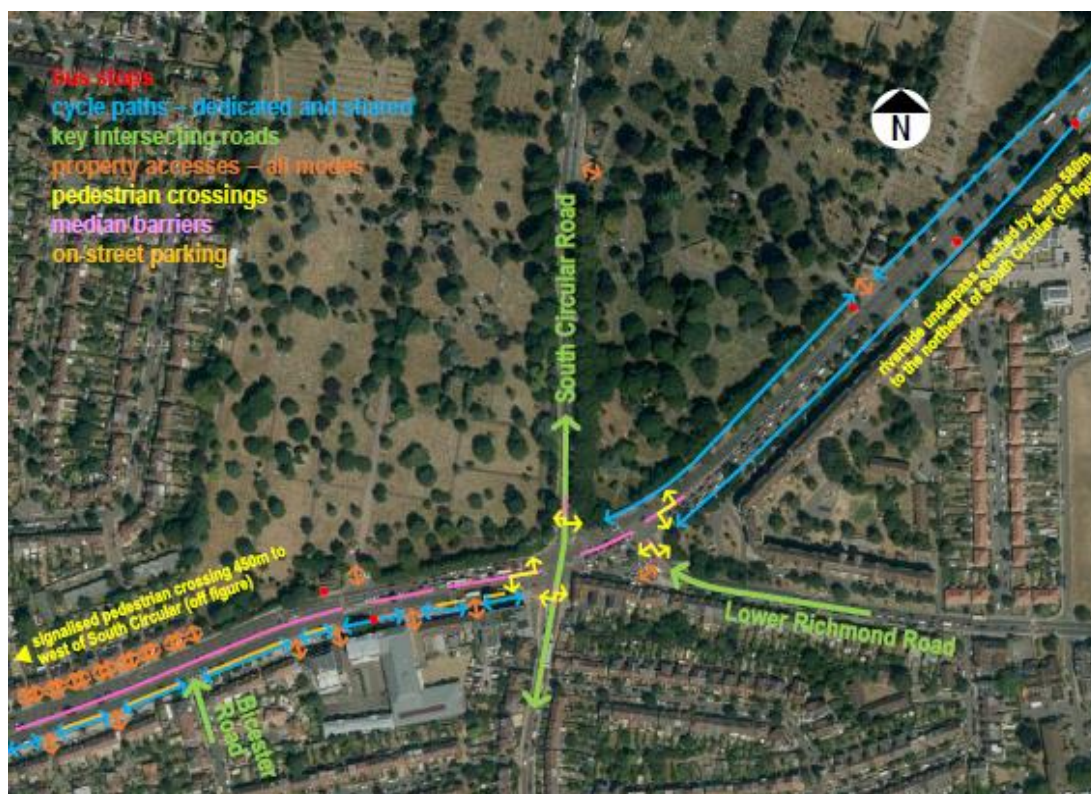 bus stops
cycle paths – dedicated and shared
key intersecting roads
property accesses – all modes
pedestrian crossings
median barriers
on street parking
N
South Circular Road
riverside underpass reached by stairs 580m
to the northeast of South Circular (off figure)
signalised pedestrian crossing 450m to
west of South Circular (off figure)
Lower Richmond Road
Bicester
Road